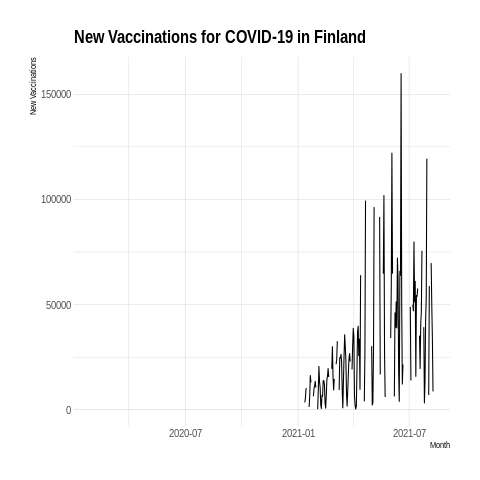 New Vaccinations for COVID-19 in Finland
New Vaccinations
150000
100000
50000
0
2020-07
2021-01
2021-07
Month